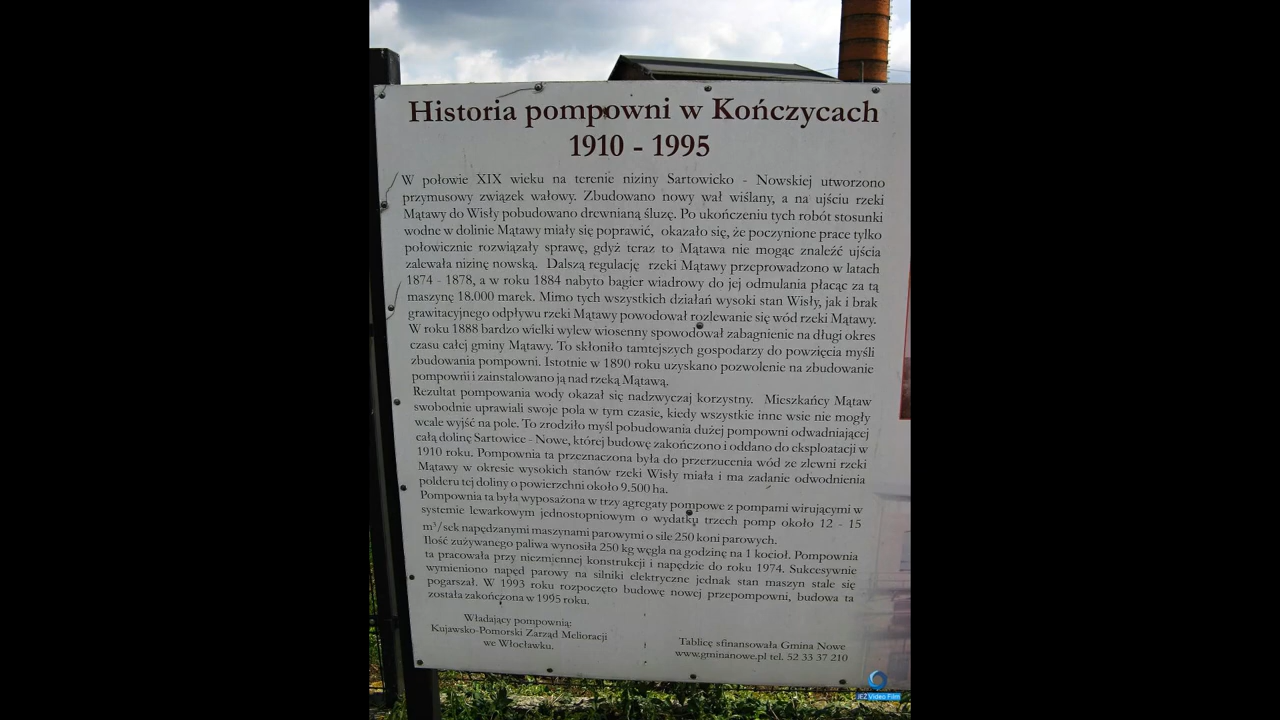 Historia pompowni w Kończycach
1910 - 1995
W połowie XIX wieku na terenie niziny Sartowicko - Nowskiej utworzono
przymusowy związek wałowy. Zbudowano nowy wał wiślany, a na ujściu rzeki
Mątawy do Wisły pobudowano drewnianą śluzę. Po ukończeniu tych robót stosunki
wodne w dolinie Mątawy miały się poprawić, okazało się, że poczynione prace tylko
połowicznie rozwiązały sprawę, gdyż teraz to Mątawa nie mogąc znaleźć ujścia
zalewała nizinę nowską. Dalszą regulację rzeki Mątawy przeprowadzono w latach
1874 - 1878, a w roku 1884 nabyto bagier wiadrowy do jej odmulania płacąc za tą
maszynę 18.000 marek. Mimo tych wszystkich działań wysoki stan Wisły, jak i brak
grawitacyjnego odpływu rzeki Mątawy powodował rozlewanie się wód rzeki Mątawy.
W roku 1888 bardzo wielki wylew wiosenny spowodował zabagnienie na długi okres
czasu całej gminy Mątawy. To skłoniło tamtejszych gospodarzy do powzięcia myśli
zbudowania pompowni. Istotnie w 1890 roku uzyskano pozwolenie na zbudowanie
pompowni i zainstalowano ją nad rzeką Mątawą.
Rezultat pompowania wody okazał się nadzwyczaj korzystny. Mieszkańcy Mątaw
swobodnie uprawiali swoje pola w tym czasie, kiedy wszystkie inne wsie nie mogły
wcale wyjść na pole. To zrodziło myśl pobudowania dużej pompowni odwadniającej
całą dolinę Sartowice - Nowe, której budowę zakończono i oddano do eksploatacji w
1910 roku. Pompownia ta przeznaczona była do przerzucenia wód ze zlewni rzeki
Mątawy w okresie wysokich stanów rzeki Wisły miała i ma zadanie odwodnienia
polderu tej doliny o powierzchni około 9.500 ha.
Pompownia ta była wyposażona w trzy agregaty pompowe z pompami wirującymi w
systemie lewarkowym jednostopniowym o wydatku trzech pomp około 12 - 15
m³/sek napędzanymi maszynami parowymi o sile 250 koni parowych.
Ilość zużywanego paliwa wynosiła 250 kg węgla na godzinę na 1 kocioł. Pompownia
ta pracowała przy niezmiennej konstrukcji i napędzie do roku 1974. Sukcesywnie
wymieniono napęd parowy na silniki elektryczne jednak stan maszyn stale się
pogarszał. W 1993 roku rozpoczęto budowę nowej przepompowni, budowa ta
została zakończona w 1995 roku.
Władający pompownią:
Kujawsko-Pomorski Zarząd Melioracji
we Włocławku.
Tablicę sfinansowała Gmina Nowe
www.gminanowe.pl tel. 52 33 37 210
JEZ Video Film